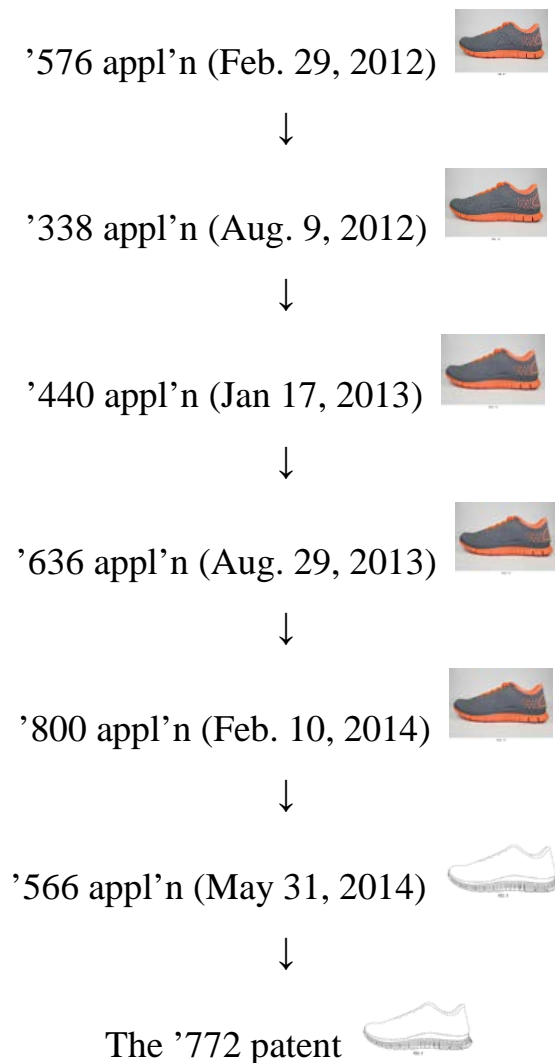 ’576 appl’n (Feb. 29, 2012)
↓
’338 appl’n (Aug. 9, 2012)
↓
’440 appl’n (Jan 17, 2013)
↓
’636 appl’n (Aug. 29, 2013)
↓
’800 appl’n (Feb. 10, 2014)
↓
’566 appl’n (May 31, 2014)
↓
The ’772 patent